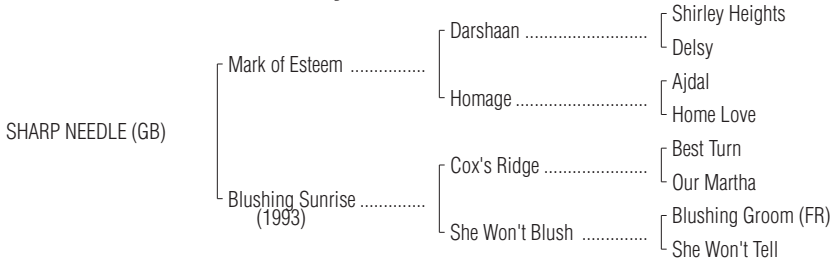 Shirley Heights
Darshaan ..........................
Delsy
Mark of Esteem ................
Ajdal
Homage ............................
Home Love
SHARP NEEDLE (GB)
Best Turn
Cox's Ridge ......................
Our Martha
Blushing Sunrise .............
(1993)
Blushing Groom (FR)
She Won't Blush ..............
She Won't Tell